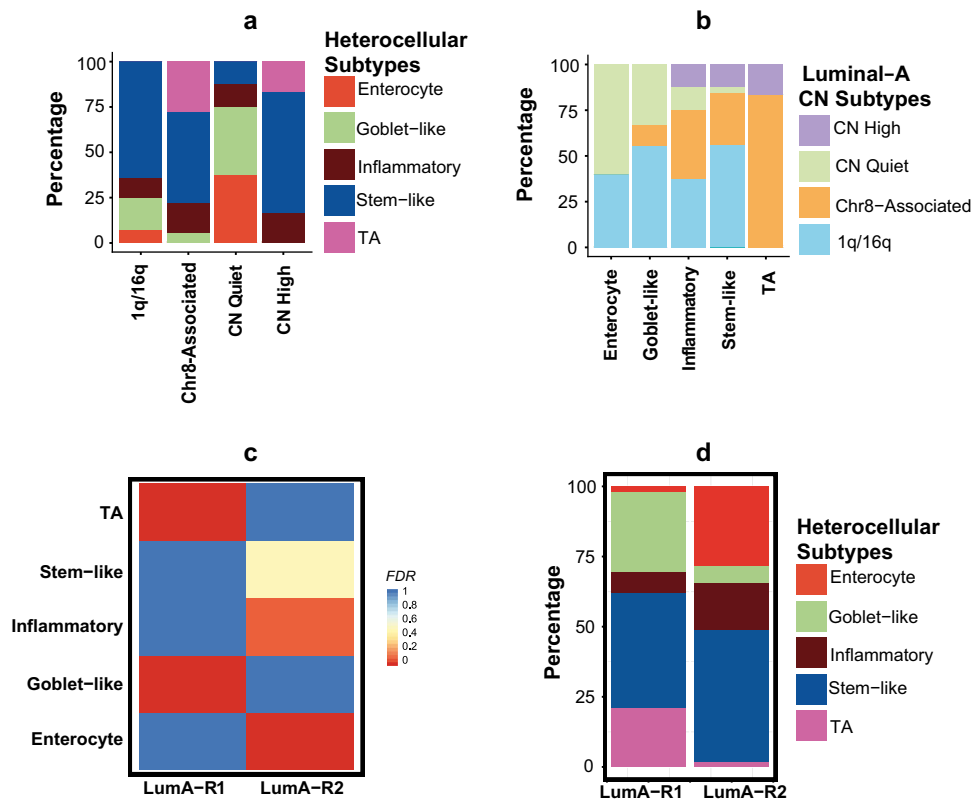 a
Heterocellular
Subtypes
Enterocyte
Goblet-like
Inflammatory
Stem-like
TA
Percentage
100
75
50
25
0
1q/16q
Chr8-Associated
CN Quiet
CN High
b
Luminal-A
CN Subtypes
CN High
CN Quiet
Chr8-Associated
1q/16q
Percentage
100
75
50
25
0
Enterocyte
Goblet-like
Inflammatory
Stem-like
TA
c
TA
Stem-like
Inflammatory
Goblet-like
Enterocyte
LumA-R1
LumA-R2
FDR
1
0.8
0.6
0.4
0.2
0
d
Percentage
100
75
50
25
0
LumA-R1
LumA-R2
Heterocellular
Subtypes
Enterocyte
Goblet-like
Inflammatory
Stem-like
TA